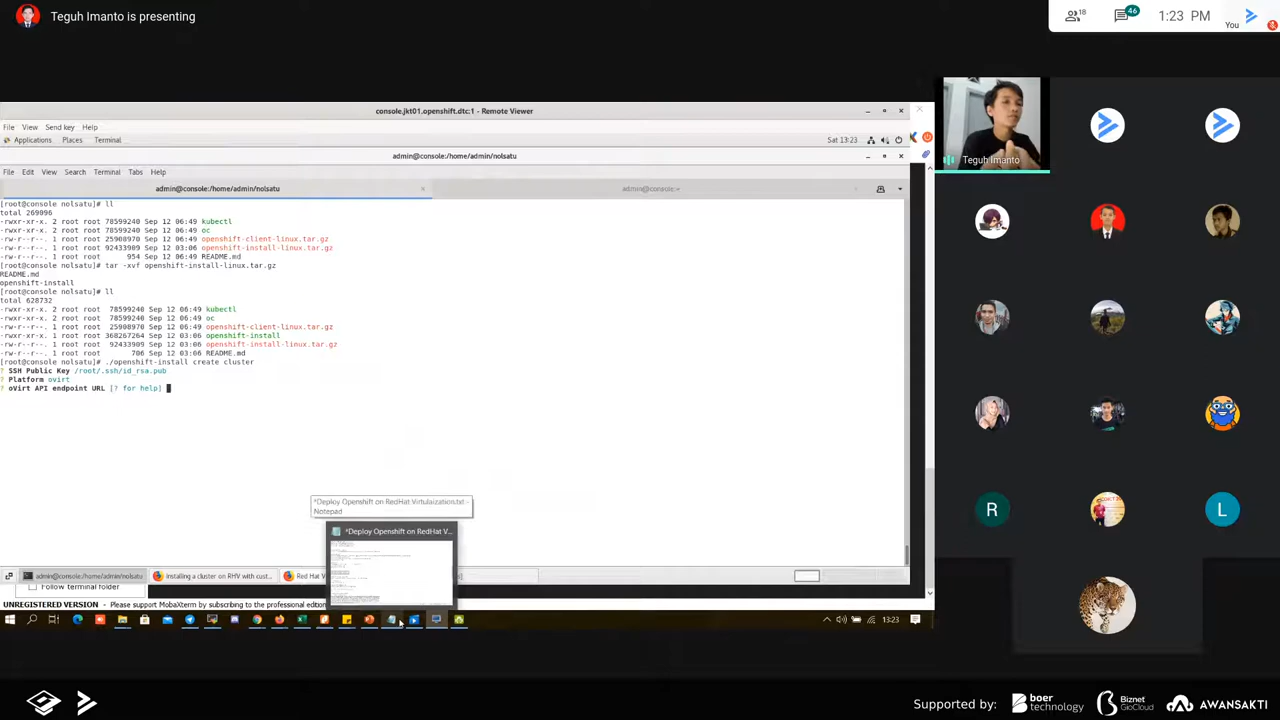 Teguh Imanto is presenting
18
46
1:23 PM
You
console.jkt01.openshift.dtc:1 - Remote Viewer
File View Send key Help
Applications Places Terminal
Sat 13:23
admin@console:/home/admin/nolsatu
File Edit View Search Terminal Tabs Help
admin@console:/home/admin/nolsatu
admin@console:~
[root@console nolsatu]# ll
total 269096
-rwxr-xr-x. 2 root root 78599240 Sep 12 06:49 kubectl
-rwxr-xr-x. 2 root root 78599240 Sep 12 06:49 oc
-rw-r--r--. 1 root root 25908970 Sep 12 06:49 openshift-client-linux.tar.gz
-rw-r--r--. 1 root root 92433909 Sep 12 03:06 openshift-install-linux.tar.gz
-rw-r--r--. 1 root root 954 Sep 12 06:49 README.md
[root@console nolsatu]# tar -xvf openshift-install-linux.tar.gz
README.md
openshift-install
[root@console nolsatu]# ll
total 628732
-rwxr-xr-x. 2 root root 78599240 Sep 12 06:49 kubectl
-rwxr-xr-x. 2 root root 78599240 Sep 12 06:49 oc
-rw-r--r--. 1 root root 25908970 Sep 12 06:49 openshift-client-linux.tar.gz
-rwxr-xr-x. 1 root root 368267264 Sep 12 03:06 openshift-install
-rw-r--r--. 1 root root 92433909 Sep 12 03:06 openshift-install-linux.tar.gz
-rw-r--r--. 1 root root 706 Sep 12 03:06 README.md
[root@console nolsatu]# ./openshift-install create cluster
? SSH Public Key /root/.ssh/id_rsa.pub
? Platform ovirt
? oVirt API endpoint URL [? for help]
Teguh Imanto
*Deploy Openshift on RedHat Virtulaization.txt -
Notepad
*Deploy Openshift on RedHat V...
admin@console:/home/admin/nolsatu
Installing a cluster on RHV with cust...
Red Hat V
Follow terminal folder
UNREGISTERED VERSION - Please support MobaXterm by subscribing to the professional edition
13:23
R
L
Supported by:
boer
technology
Biznet
GioCloud
AWANSAKTI